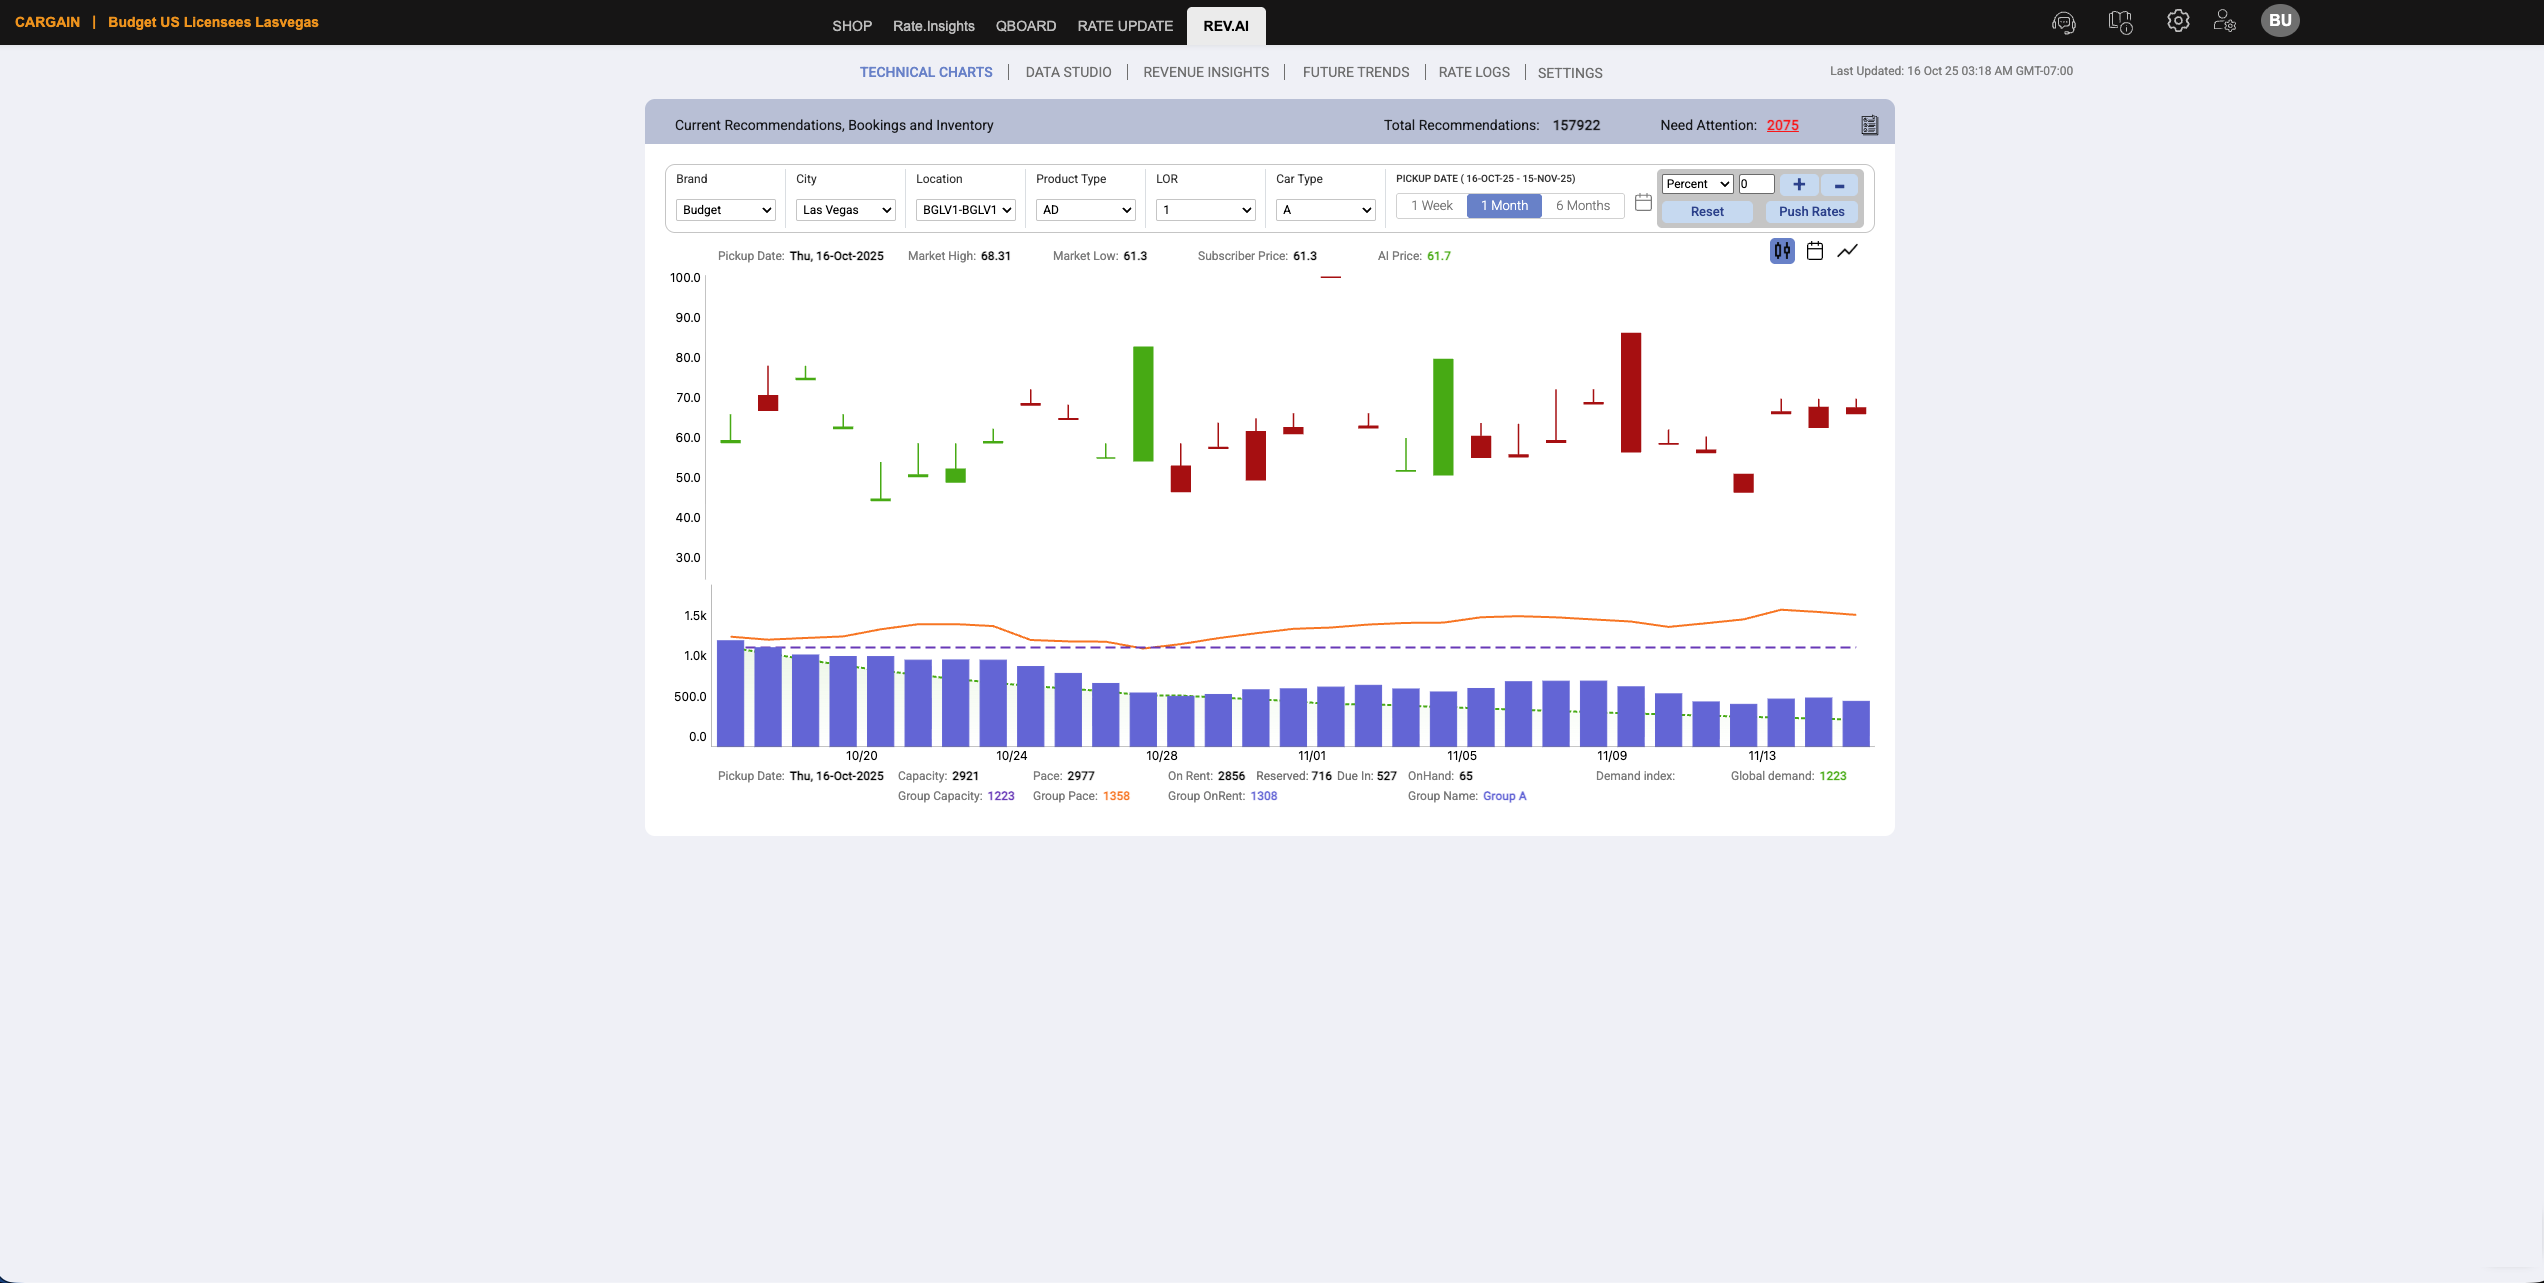 CARGAIN | Budget US Licensees Lasvegas
SHOP Rate.Insights QBOARD RATE UPDATE REV.AI
BU
TECHNICAL CHARTS | DATA STUDIO | REVENUE INSIGHTS | FUTURE TRENDS | RATE LOGS | SETTINGS
Last Updated: 16 Oct 25 03:18 AM GMT-07:00
Current Recommendations, Bookings and Inventory
Total Recommendations: 157922
Need Attention: 2075
Brand City Location Product Type LOR Car Type PICKUP DATE ( 16-OCT-25 - 15-NOV-25)
Percent 0 + -
Budget Las Vegas BGLV1-BGLV1 AD 1 A 1 Week 1 Month 6 Months
Reset Push Rates
Pickup Date: Thu, 16-Oct-2025 Market High: 68.31 Market Low: 61.3 Subscriber Price: 61.3 AI Price: 61.7
100.0
90.0
80.0
70.0
60.0
50.0
40.0
30.0
1.5k
1.0k
500.0
0.0
10/20 10/24 10/28 11/01 11/05 11/09 11/13
Pickup Date: Thu, 16-Oct-2025 Capacity: 2921 Pace: 2977 On Rent: 2856 Reserved: 716 Due In: 527 OnHand: 65 Demand index: Global demand: 1223
Group Capacity: 1223 Group Pace: 1358 Group OnRent: 1308 Group Name: Group A